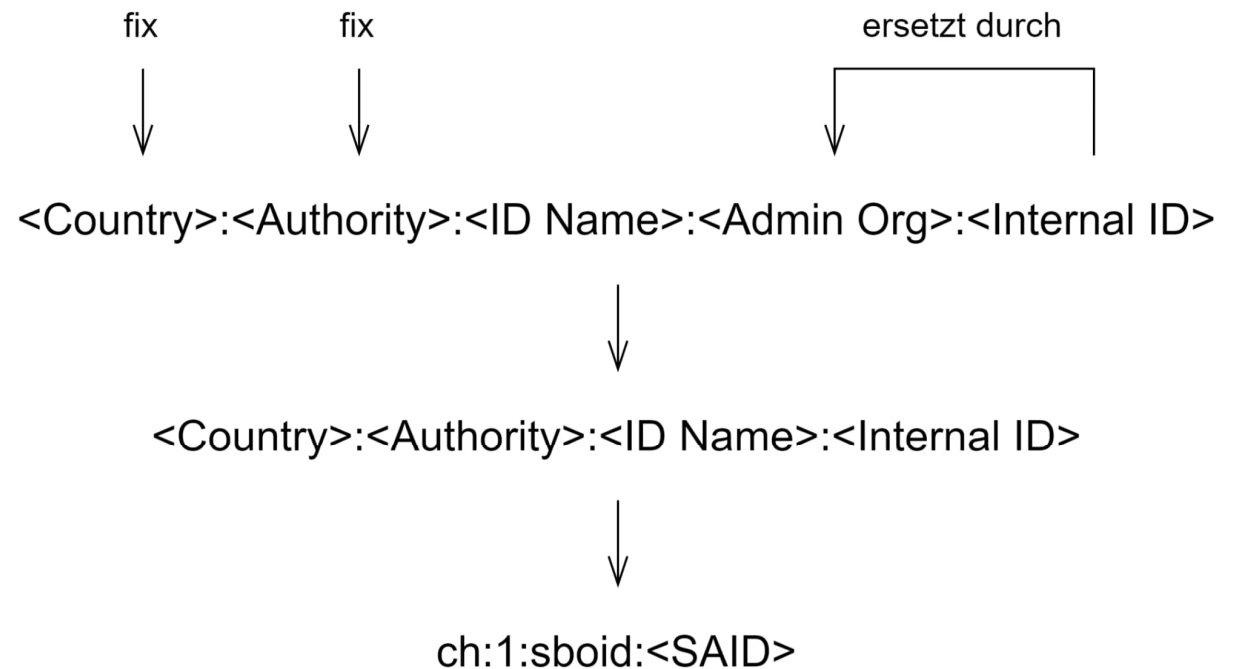 fix fix ersetzt durch
<Country>:<Authority>:<ID Name>:<Admin Org>:<Internal ID>
<Country>:<Authority>:<ID Name>:<Internal ID>
ch:1:sboid:<SAID>